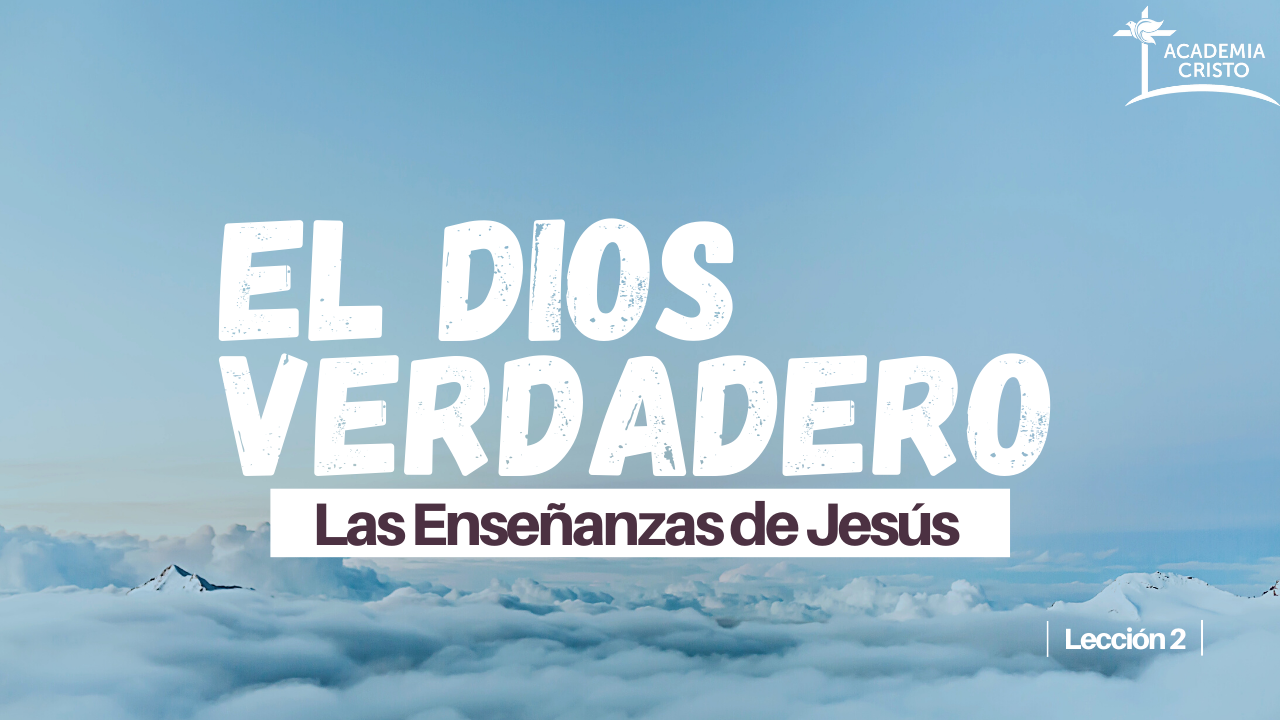 ACADEMIA
CRISTO
EL DIOS
VERDADERO
Las Enseñanzas de Jesús
Lección 2